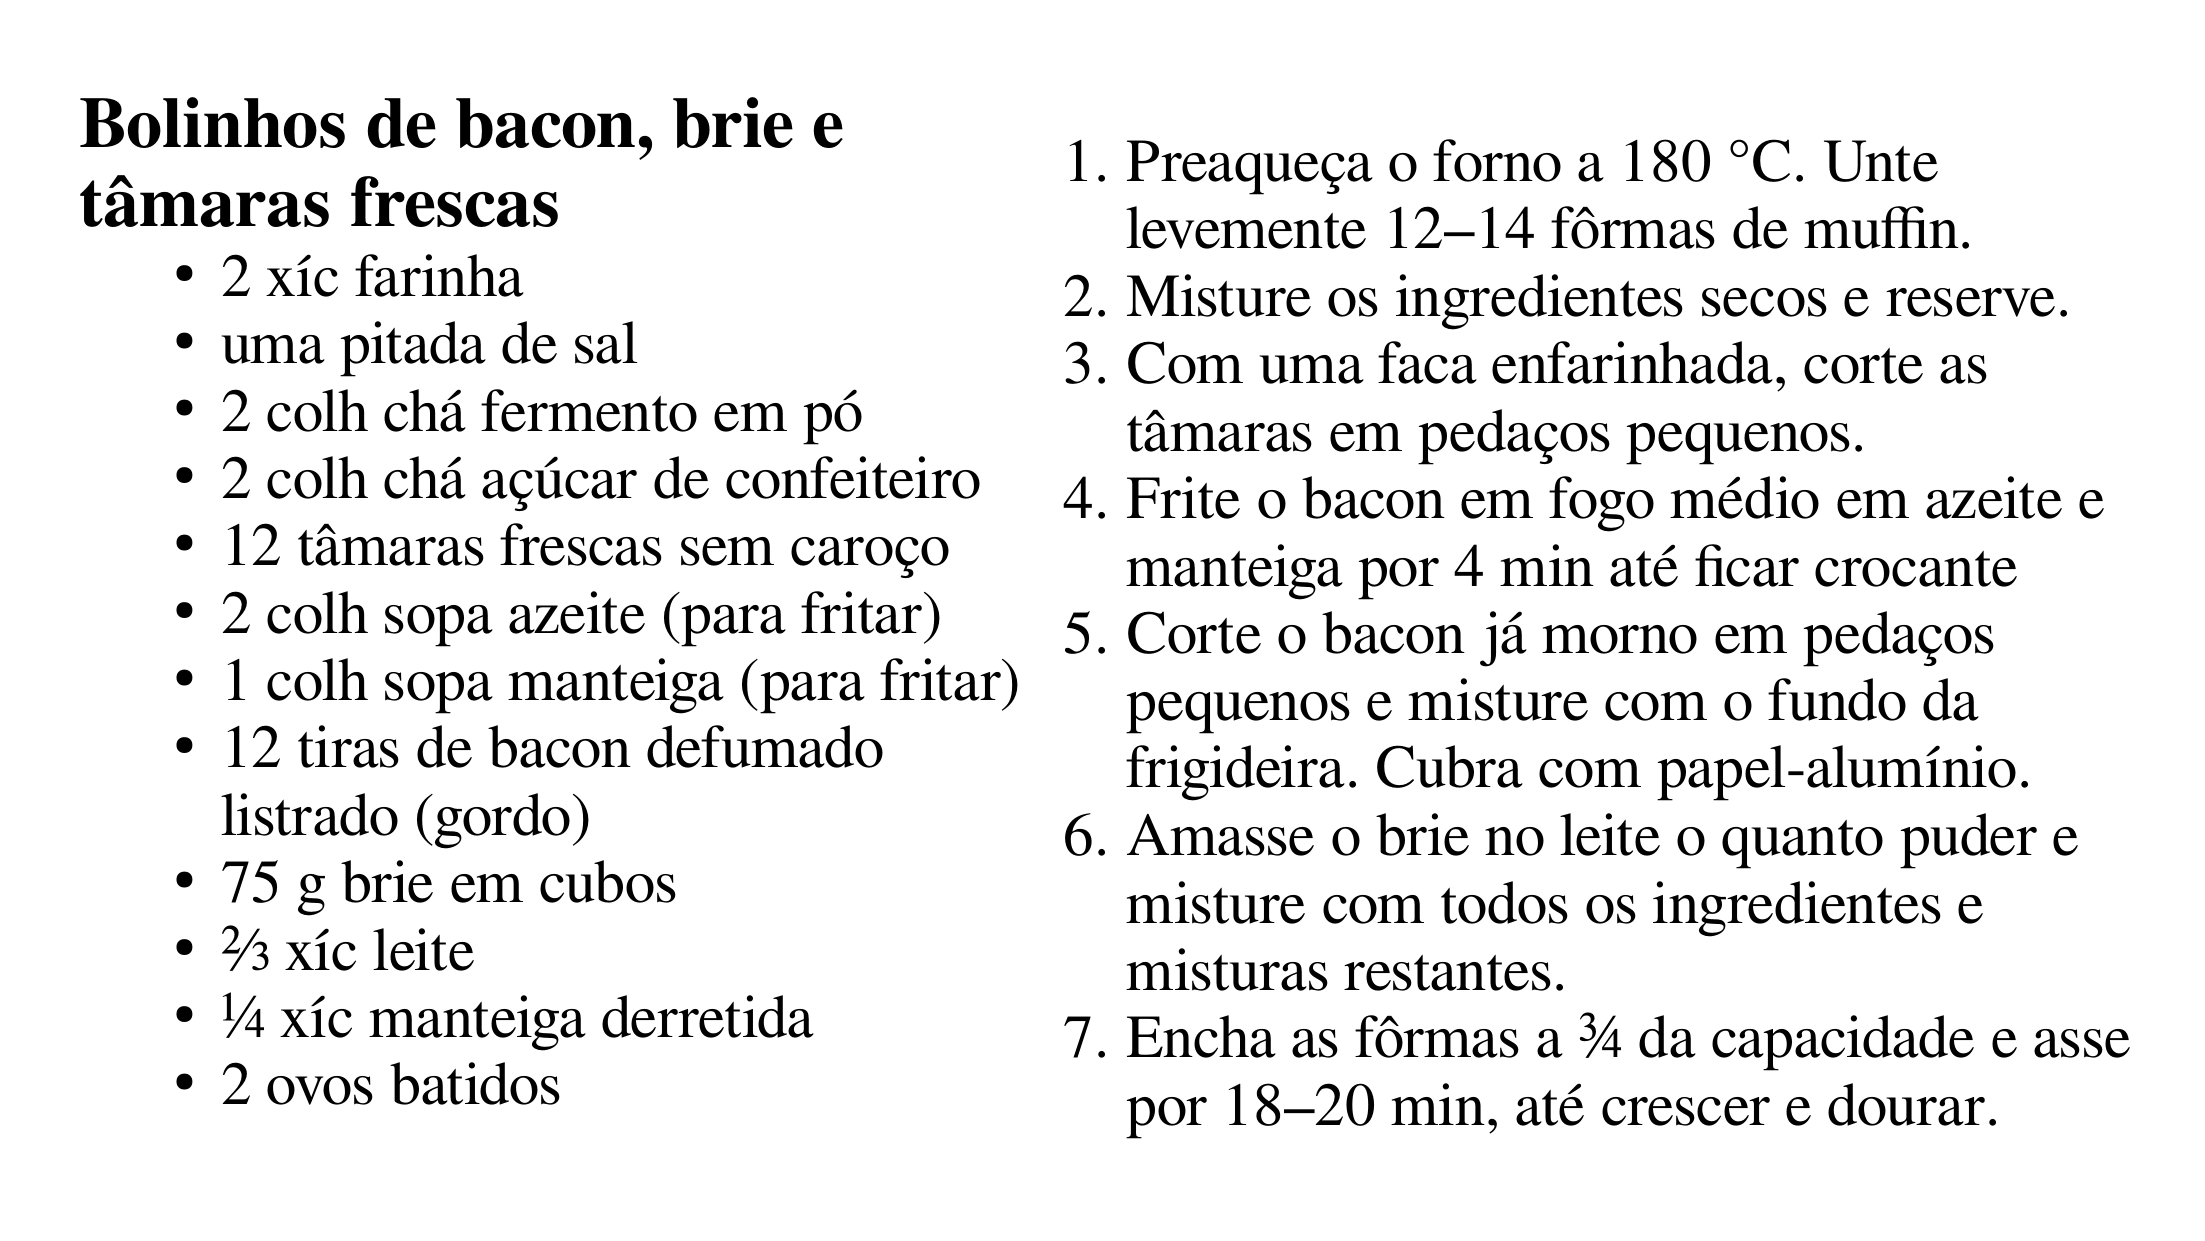 Bolinhos de bacon, brie e
tâmaras frescas
• 2 xíc farinha
• uma pitada de sal
• 2 colh chá fermento em pó
• 2 colh chá açúcar de confeiteiro
• 12 tâmaras frescas sem caroço
• 2 colh sopa azeite (para fritar)
• 1 colh sopa manteiga (para fritar)
• 12 tiras de bacon defumado
listrado (gordo)
• 75 g brie em cubos
• ⅔ xíc leite
• ¼ xíc manteiga derretida
• 2 ovos batidos
1. Preaqueça o forno a 180 °C. Unte
levemente 12–14 fôrmas de muffin.
2. Misture os ingredientes secos e reserve.
3. Com uma faca enfarinhada, corte as
tâmaras em pedaços pequenos.
4. Frite o bacon em fogo médio em azeite e
manteiga por 4 min até ficar crocante
5. Corte o bacon já morno em pedaços
pequenos e misture com o fundo da
frigideira. Cubra com papel-alumínio.
6. Amasse o brie no leite o quanto puder e
misture com todos os ingredientes e
misturas restantes.
7. Encha as fôrmas a ¾ da capacidade e asse
por 18–20 min, até crescer e dourar.